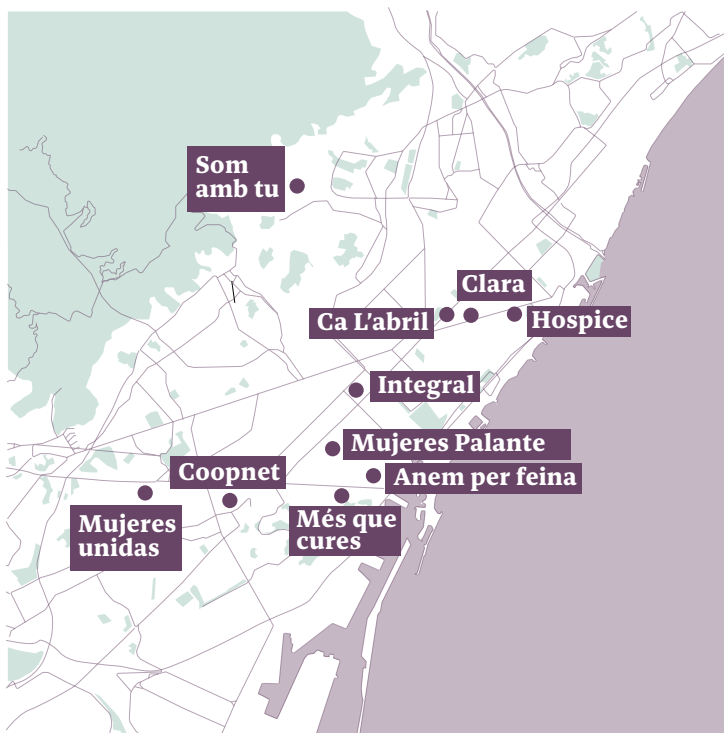 Som
amb tu
Clara
Ca L'abril
Hospice
Integral
Mujeres Palante
Coopnet
Anem per feina
Mujeres
unidas
Més que
cures